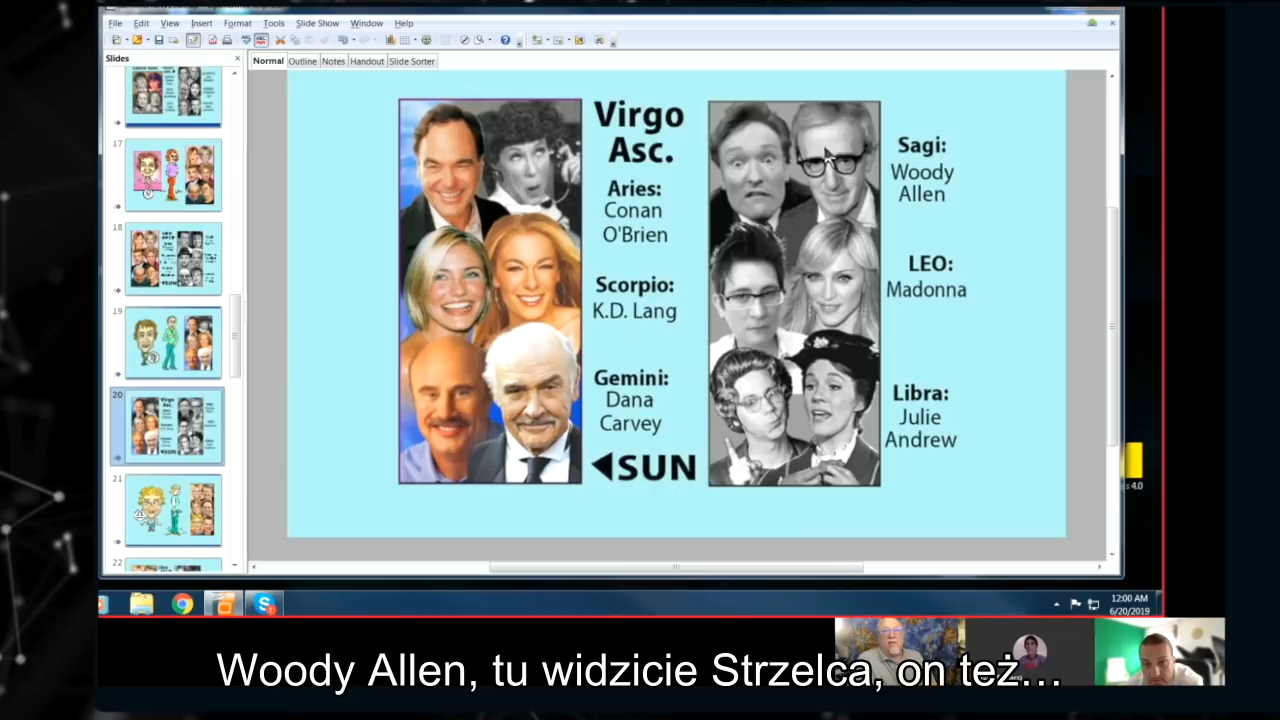 File Edit View Insert Format Tools Slide Show Window Help
Slides
Normal Outline Notes Handout Slide Sorter
17
18
19
20
21
22
Virgo
Asc.
Aries:
Conan
O'Brien
Scorpio:
K.D. Lang
Gemini:
Dana
Carvey
◀SUN
Sagi:
Woody
Allen
LEO:
Madonna
Libra:
Julie
Andrew
s 4.0
12:00 AM
6/20/2019
Woody Allen, tu widzicie Strzelca, on też...